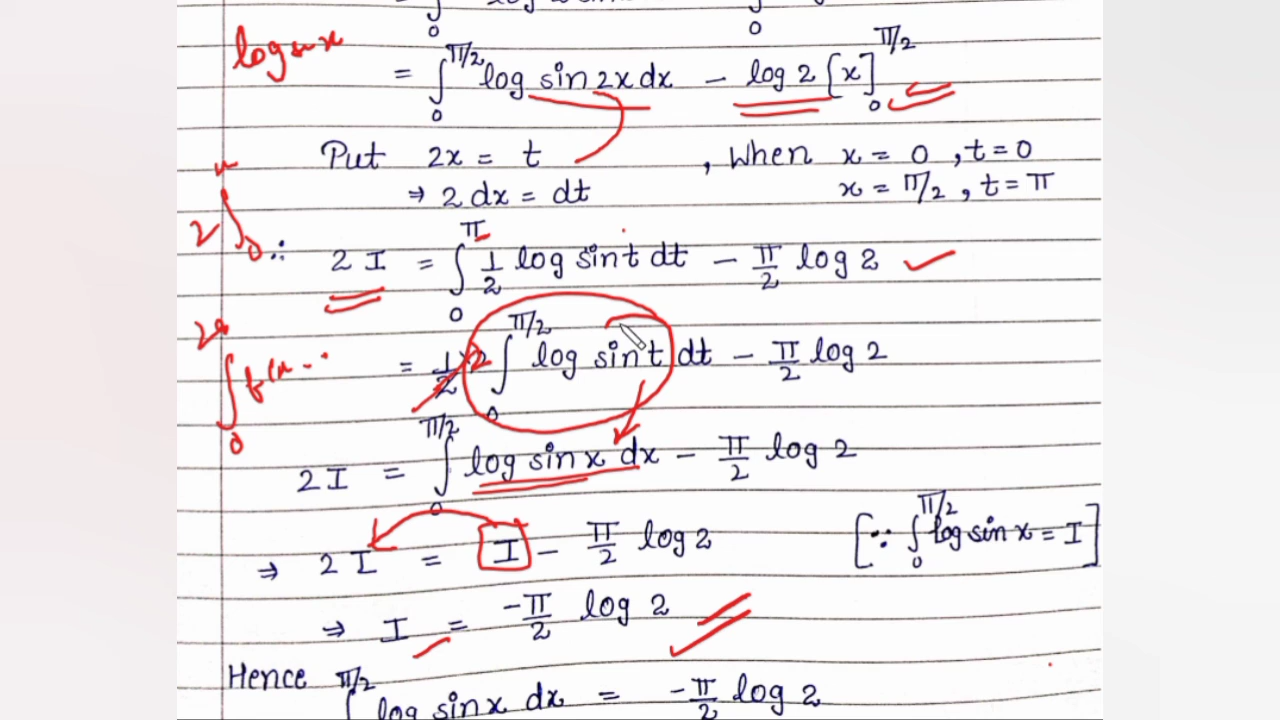 log sin x
= ∫₀^π/2 log sin 2x dx − log 2 [x]₀^π/2
Put 2x = t , When x = 0 , t = 0
⇒ 2 dx = dt x = π/2 , t = π
2 ∫₀
∴ 2 I = ∫₀^π 1/2 log sin t dt − π/2 log 2
2a
∫₀ f(x
= 1/2 × 2 ∫₀^π/2 log sin t dt − π/2 log 2
2 I = ∫₀^π/2 log sin x dx − π/2 log 2
⇒ 2 I = I − π/2 log 2 [∵ ∫₀^π/2 log sin x = I]
⇒ I = −π/2 log 2
Hence ∫^π/2 log sin x dx = −π/2 log 2